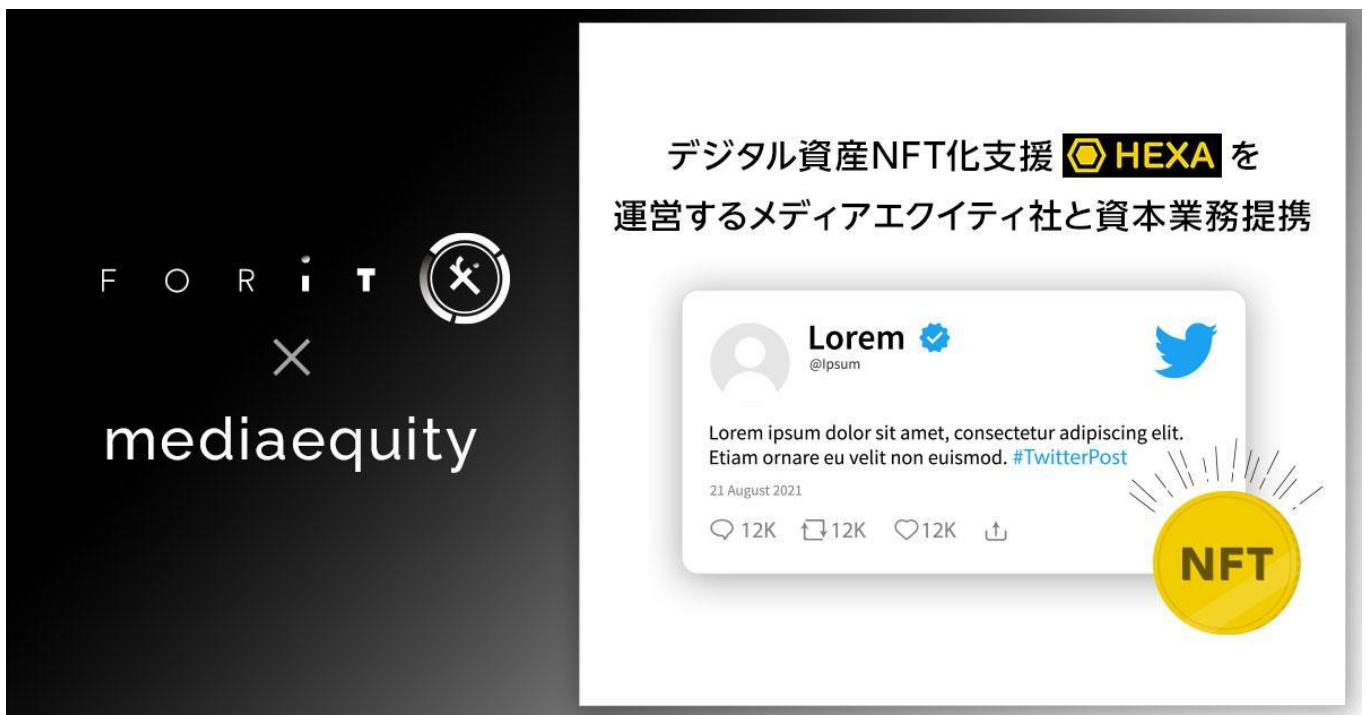 FORiT
×
mediaequity
デジタル資産NFT化支援 HEXA を
運営するメディアエクイティ社と資本業務提携
Lorem
@Ipsum
Lorem ipsum dolor sit amet, consectetur adipiscing elit.
Etiam ornare eu velit non euismod. #TwitterPost
21 August 2021
12K 12K 12K
NFT